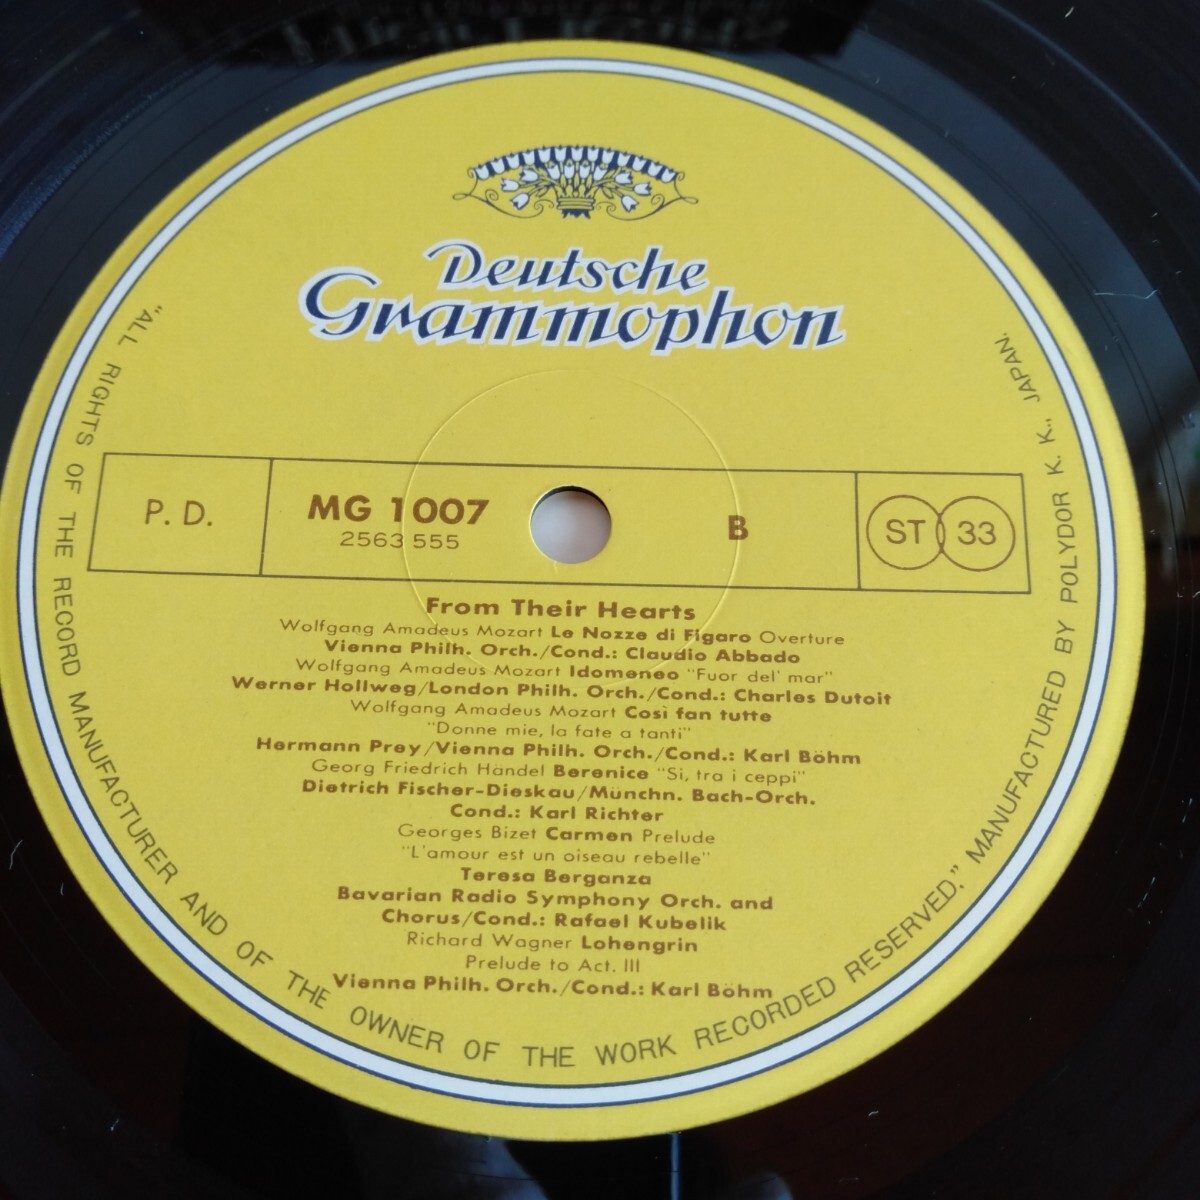 Deutsche
Grammophon
P. D.
MG 1007
2563 555
B
ST 33
From Their Hearts
Wolfgang Amadeus Mozart Le Nozze di Figaro Overture
Vienna Philh. Orch./Cond.: Claudio Abbado
Wolfgang Amadeus Mozart Idomeneo "Fuor del' mar"
Werner Hollweg/London Philh. Orch./Cond.: Charles Dutoit
Wolfgang Amadeus Mozart Così fan tutte
"Donne mie, la fate a tanti"
Hermann Prey/Vienna Philh. Orch./Cond.: Karl Böhm
Georg Friedrich Händel Berenice "Si, tra i ceppi"
Dietrich Fischer-Dieskau/Münchn. Bach-Orch.
Cond.: Karl Richter
Georges Bizet Carmen Prelude
"L'amour est un oiseau rebelle"
Teresa Berganza
Bavarian Radio Symphony Orch. and
Chorus/Cond.: Rafael Kubelik
Richard Wagner Lohengrin
Prelude to Act. III
Vienna Philh. Orch./Cond.: Karl Böhm
"ALL RIGHTS OF THE RECORD MANUFACTURER AND OF THE OWNER OF THE WORK RECORDED RESERVED." MANUFACTURED BY POLYDOR K. K., JAPAN.